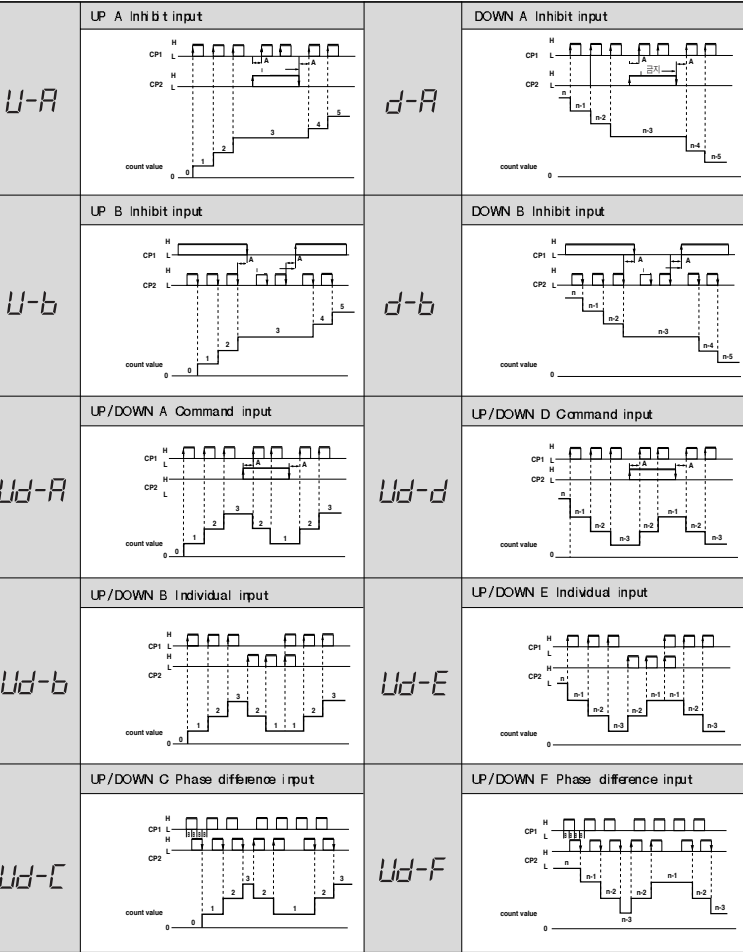 UP A Inhibit input
DOWN A Inhibit input
U-A
H
CP1 L
A
A
H
CP2 L
5
4
3
2
1
count value
0
0
d-A
H
CP1 L
A
A
금지
H
CP2 L
n
n-1
n-2
n-3
n-4
n-5
count value
0
UP B Inhibit input
DOWN B Inhibit input
U-b
H
CP1 L
A
A
H
CP2 L
5
4
3
2
1
0
count value
0
d-b
H
CP1 L
A
A
H
CP2 L
n
n-1
n-2
n-3
n-4
n-5
count value
0
UP/DOWN A Command input
UP/DOWN D Command input
Ud-A
H
CP1
L
A
A
H
CP2
L
3
3
2
2
2
1
1
count value
0
0
Ud-d
H
CP1 L
A
A
H
CP2 L
n
n-1
n-1
n-2
n-2
n-2
n-3
n-3
count value
0
UP/DOWN B Individual input
UP/DOWN E Individual input
Ud-b
H
CP1 L
H
L
CP2
3
3
2
2
2
1
1
1
count value
0
0
Ud-E
H
CP1
L
H
CP2
L
n
n-1
n-1
n-1
n-2
n-2
n-2
n-3
n-3
count value
0
UP/DOWN C Phase difference input
UP/DOWN F Phase difference input
Ud-C
H
CP1 L
B B B B
H
L
CP2
3
3
2
2
2
1
1
count value
0
0
Ud-F
H
CP1
L
B B B B
H
CP2
L
n
n-1
n-1
n-2
n-2
n-2
n-3
n-3
count value
0